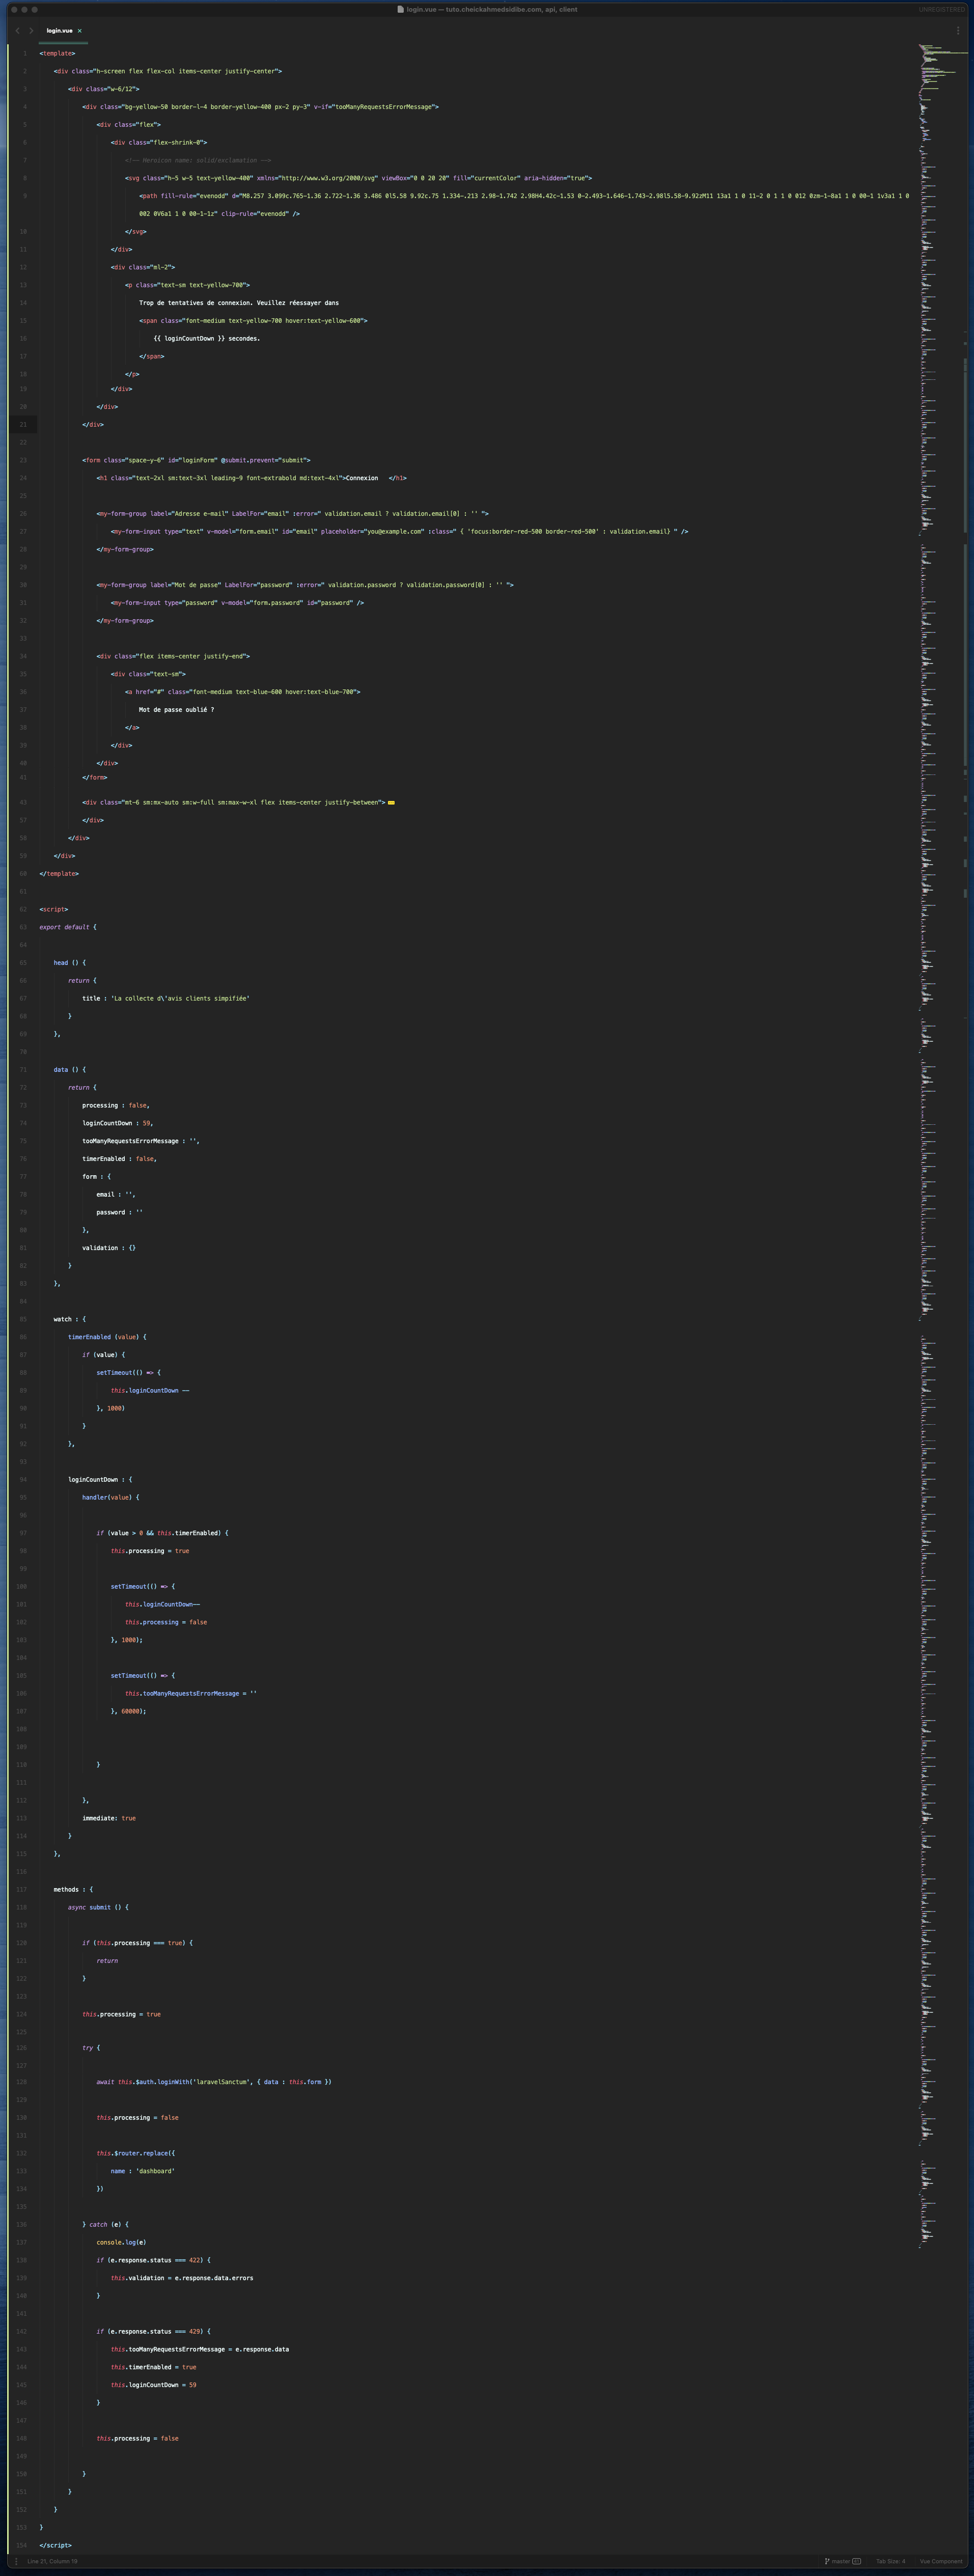 login.vue — tuto.cheickahmedsidibe.com, api, client
UNREGISTERED
login.vue ×
1 <template>
2 <div class="h-screen flex flex-col items-center justify-center">
3 <div class="w-6/12">
4 <div class="bg-yellow-50 border-l-4 border-yellow-400 px-2 py-3" v-if="tooManyRequestsErrorMessage">
5 <div class="flex">
6 <div class="flex-shrink-0">
7 <!-- Heroicon name: solid/exclamation -->
8 <svg class="h-5 w-5 text-yellow-400" xmlns="http://www.w3.org/2000/svg" viewBox="0 0 20 20" fill="currentColor" aria-hidden="true">
9 <path fill-rule="evenodd" d="M8.257 3.099c.765-1.36 2.722-1.36 3.486 0l5.58 9.92c.75 1.334-.213 2.98-1.742 2.98H4.42c-1.53 0-2.493-1.646-1.743-2.98l5.58-9.92zM11 13a1 1 0 11-2 0 1 1 0 012 0zm-1-8a1 1 0 00-1 1v3a1 1 0
002 0V6a1 1 0 00-1-1z" clip-rule="evenodd" />
10 </svg>
11 </div>
12 <div class="ml-2">
13 <p class="text-sm text-yellow-700">
14 Trop de tentatives de connexion. Veuillez réessayer dans
15 <span class="font-medium text-yellow-700 hover:text-yellow-600">
16 {{ loginCountDown }} secondes.
17 </span>
18 </p>
19 </div>
20 </div>
21 </div>
22
23 <form class="space-y-6" id="loginForm" @submit.prevent="submit">
24 <h1 class="text-2xl sm:text-3xl leading-9 font-extrabold md:text-4xl">Connexion </h1>
25
26 <my-form-group label="Adresse e-mail" LabelFor="email" :error=" validation.email ? validation.email[0] : '' ">
27 <my-form-input type="text" v-model="form.email" id="email" placeholder="you@example.com" :class=" { 'focus:border-red-500 border-red-500' : validation.email} " />
28 </my-form-group>
29
30 <my-form-group label="Mot de passe" LabelFor="password" :error=" validation.password ? validation.password[0] : '' ">
31 <my-form-input type="password" v-model="form.password" id="password" />
32 </my-form-group>
33
34 <div class="flex items-center justify-end">
35 <div class="text-sm">
36 <a href="#" class="font-medium text-blue-600 hover:text-blue-700">
37 Mot de passe oublié ?
38 </a>
39 </div>
40 </div>
41 </form>
43 <div class="mt-6 sm:mx-auto sm:w-full sm:max-w-xl flex items-center justify-between">
57 </div>
58 </div>
59 </div>
60 </template>
61
62 <script>
63 export default {
64
65 head () {
66 return {
67 title : 'La collecte d\'avis clients simpifiée'
68 }
69 },
70
71 data () {
72 return {
73 processing : false,
74 loginCountDown : 59,
75 tooManyRequestsErrorMessage : '',
76 timerEnabled : false,
77 form : {
78 email : '',
79 password : ''
80 },
81 validation : {}
82 }
83 },
84
85 watch : {
86 timerEnabled (value) {
87 if (value) {
88 setTimeout(() => {
89 this.loginCountDown --
90 }, 1000)
91 }
92 },
93
94 loginCountDown : {
95 handler(value) {
96
97 if (value > 0 && this.timerEnabled) {
98 this.processing = true
99
100 setTimeout(() => {
101 this.loginCountDown--
102 this.processing = false
103 }, 1000);
104
105 setTimeout(() => {
106 this.tooManyRequestsErrorMessage = ''
107 }, 60000);
108
109
110 }
111
112 },
113 immediate: true
114 }
115 },
116
117 methods : {
118 async submit () {
119
120 if (this.processing === true) {
121 return
122 }
123
124 this.processing = true
125
126 try {
127
128 await this.$auth.loginWith('laravelSanctum', { data : this.form })
129
130 this.processing = false
131
132 this.$router.replace({
133 name : 'dashboard'
134 })
135
136 } catch (e) {
137 console.log(e)
138 if (e.response.status === 422) {
139 this.validation = e.response.data.errors
140 }
141
142 if (e.response.status === 429) {
143 this.tooManyRequestsErrorMessage = e.response.data
144 this.timerEnabled = true
145 this.loginCountDown = 59
146 }
147
148 this.processing = false
149
150 }
151 }
152 }
153 }
154 </script>
Line 21, Column 19
master
Tab Size: 4
Vue Component